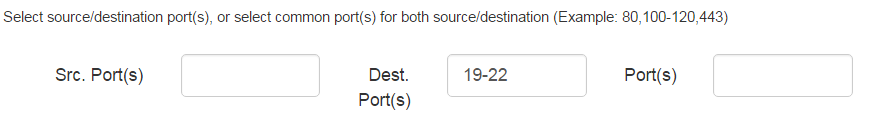 Select source/destination port(s), or select common port(s) for both source/destination (Example: 80,100-120,443)
Src. Port(s)
Dest.
Port(s)
19-22
Port(s)